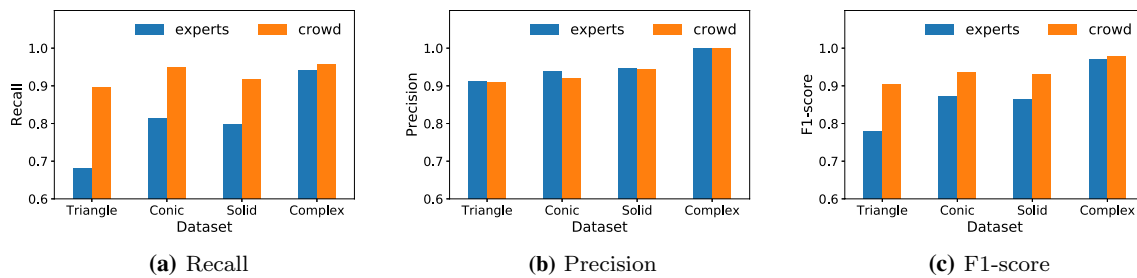 experts crowd
1.0
0.9
0.8
0.7
0.6
Recall
Triangle Conic Solid Complex
Dataset
(a) Recall
experts crowd
1.0
0.9
0.8
0.7
0.6
Precision
Triangle Conic Solid Complex
Dataset
(b) Precision
experts crowd
1.0
0.9
0.8
0.7
0.6
F1-score
Triangle Conic Solid Complex
Dataset
(c) F1-score